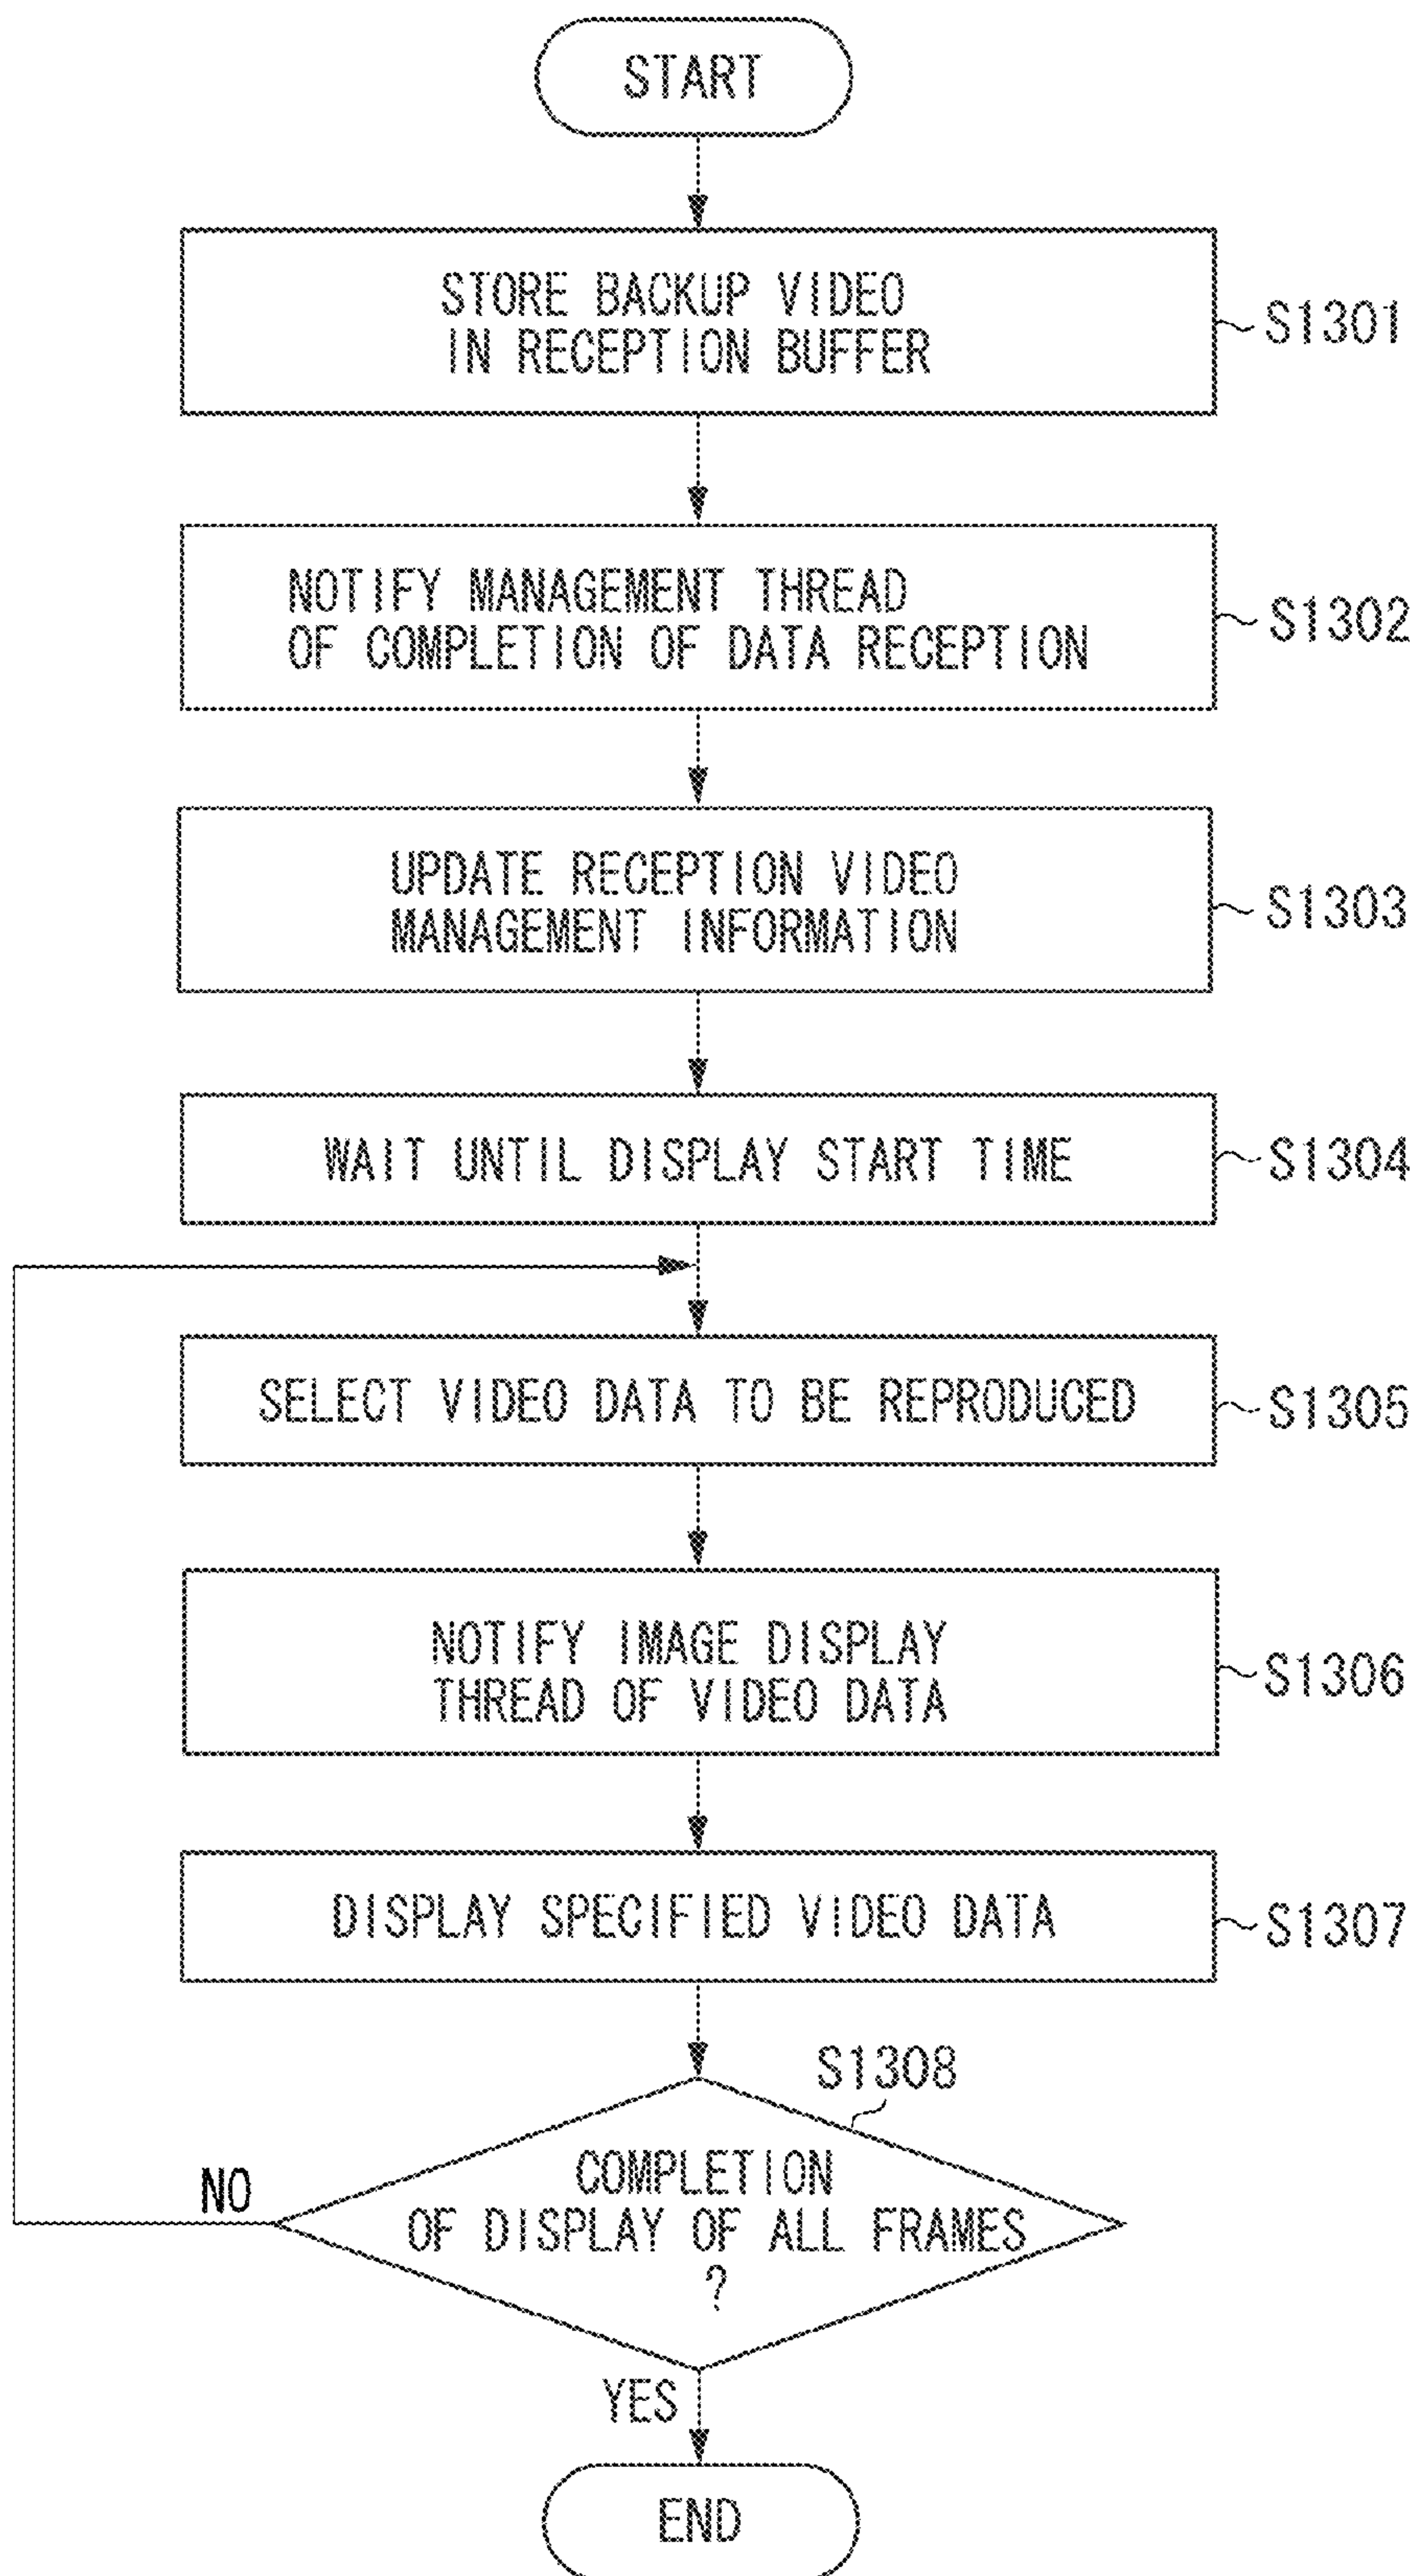 START
STORE BACKUP VIDEO
IN RECEPTION BUFFER
S1301
NOTIFY MANAGEMENT THREAD
OF COMPLETION OF DATA RECEPTION
S1302
UPDATE RECEPTION VIDEO
MANAGEMENT INFORMATION
S1303
WAIT UNTIL DISPLAY START TIME
S1304
SELECT VIDEO DATA TO BE REPRODUCED
S1305
NOTIFY IMAGE DISPLAY
THREAD OF VIDEO DATA
S1306
DISPLAY SPECIFIED VIDEO DATA
S1307
S1308
COMPLETION
OF DISPLAY OF ALL FRAMES
?
NO
YES
END